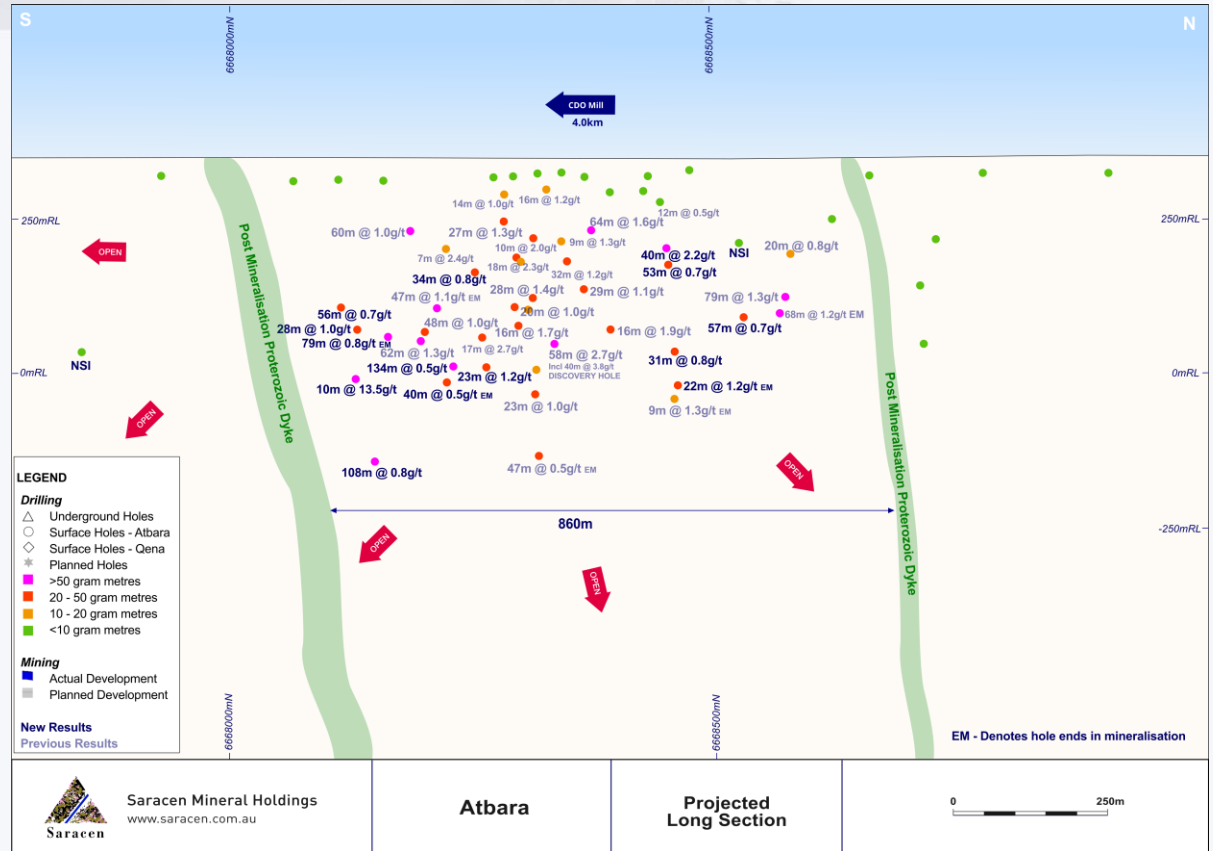 S
N
6668000mN
6668500mN
CDO Mill
4.0km
14m @ 1.0g/t
16m @ 1.2g/t
12m @ 0.5g/t
250mRL
250mRL
60m @ 1.0g/t
27m @ 1.3g/t
64m @ 1.6g/t
10m @ 2.0g/t
9m @ 1.3g/t
OPEN
7m @ 2.4g/t
18m @ 2.3g/t
40m @ 2.2g/t
NSI
20m @ 0.8g/t
34m @ 0.8g/t
32m @ 1.2g/t
53m @ 0.7g/t
Post Mineralisation Proterozoic Dyke
47m @ 1.1g/t EM
28m @ 1.4g/t
29m @ 1.1g/t
79m @ 1.3g/t
56m @ 0.7g/t
20m @ 1.0g/t
68m @ 1.2g/t EM
28m @ 1.0g/t
48m @ 1.0g/t
16m @ 1.7g/t
16m @ 1.9g/t
57m @ 0.7g/t
79m @ 0.8g/t EM
62m @ 1.3g/t
17m @ 2.7g/t
58m @ 2.7g/t
Incl 40m @ 3.8g/t
DISCOVERY HOLE
31m @ 0.8g/t
NSI
134m @ 0.5g/t
0mRL
0mRL
23m @ 1.2g/t
10m @ 13.5g/t
40m @ 0.5g/t EM
22m @ 1.2g/t EM
23m @ 1.0g/t
9m @ 1.3g/t EM
Post Mineralisation Proterozoic Dyke
OPEN
108m @ 0.8g/t
47m @ 0.5g/t EM
OPEN
860m
-250mRL
OPEN
OPEN
LEGEND
Drilling
Underground Holes
Surface Holes - Atbara
Surface Holes - Qena
Planned Holes
>50 gram metres
20 - 50 gram metres
10 - 20 gram metres
<10 gram metres
Mining
Actual Development
Planned Development
New Results
Previous Results
6668000mN
6668500mN
EM - Denotes hole ends in mineralisation
Saracen
Saracen Mineral Holdings
www.saracen.com.au
Atbara
Projected
Long Section
0
250m